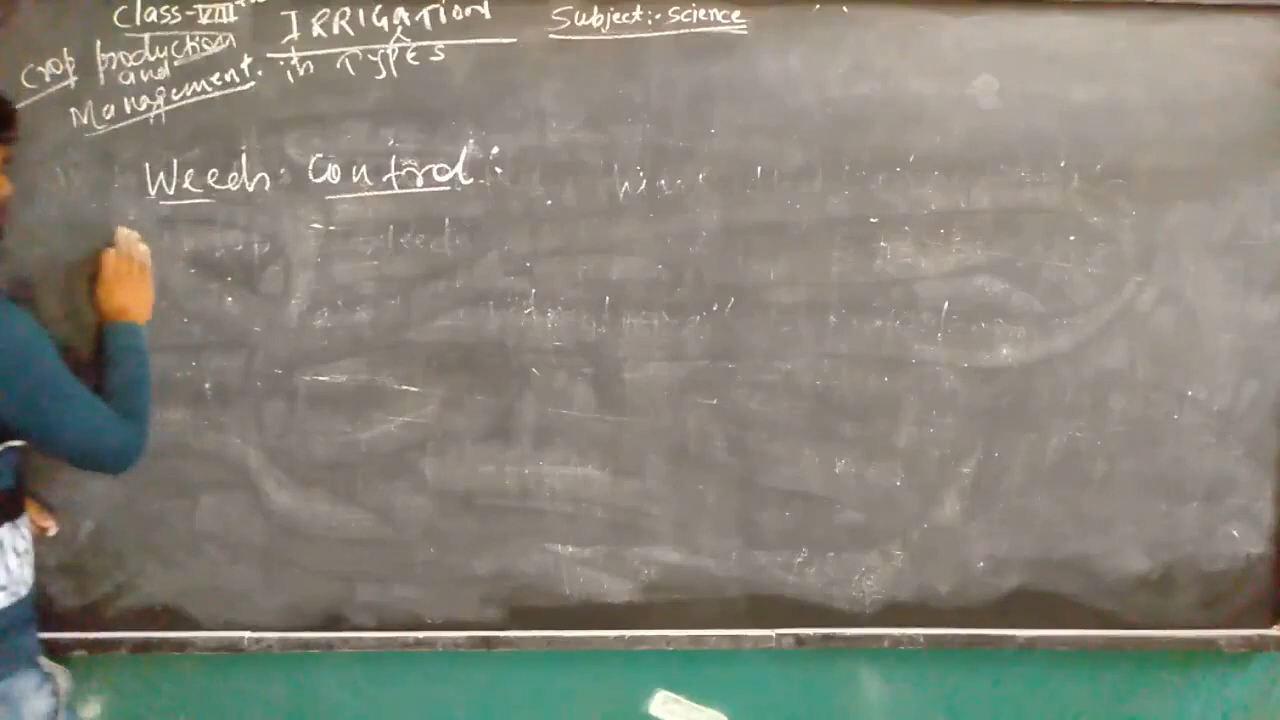 Class-VIII
IRRIGATION
Subject:- Science
Crop production
and
Management.
in TYPES
Weeds Control: